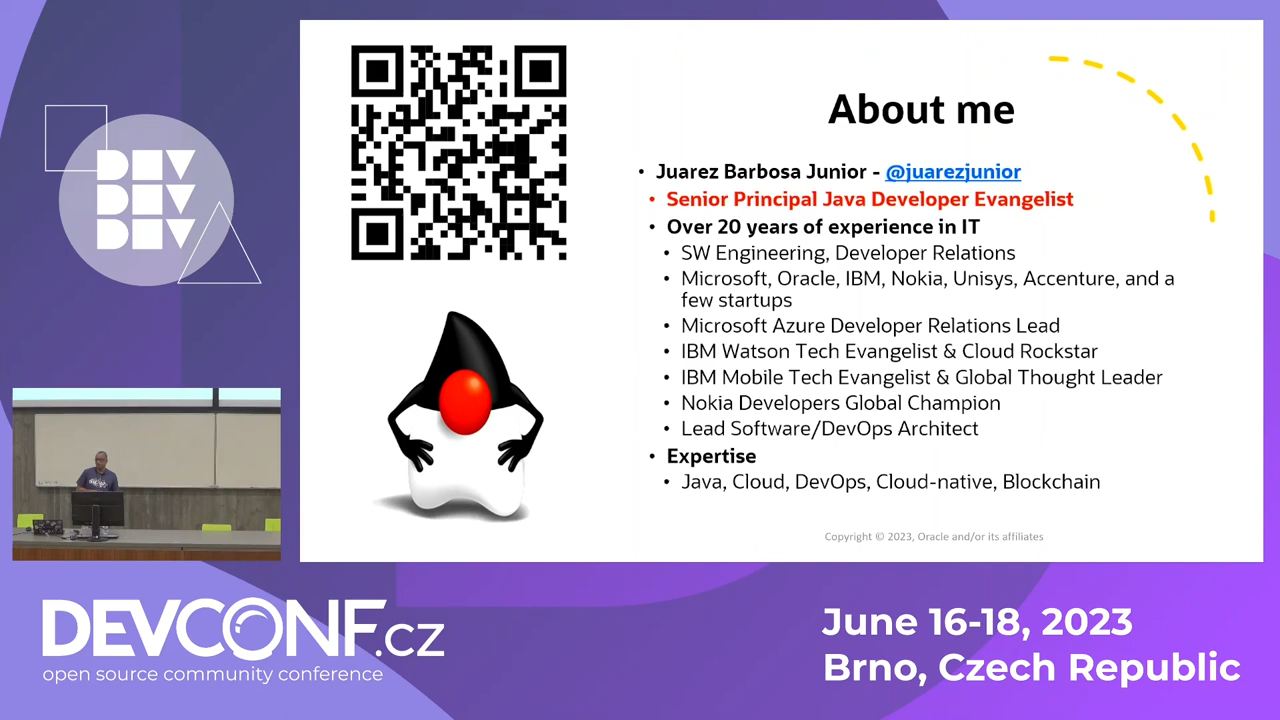 DEV
DEV
DEV
About me
• Juarez Barbosa Junior - @juarezjunior
• Senior Principal Java Developer Evangelist
• Over 20 years of experience in IT
• SW Engineering, Developer Relations
• Microsoft, Oracle, IBM, Nokia, Unisys, Accenture, and a
few startups
• Microsoft Azure Developer Relations Lead
• IBM Watson Tech Evangelist & Cloud Rockstar
• IBM Mobile Tech Evangelist & Global Thought Leader
• Nokia Developers Global Champion
• Lead Software/DevOps Architect
• Expertise
• Java, Cloud, DevOps, Cloud-native, Blockchain
Copyright © 2023, Oracle and/or its affiliates
DEVCONF.cz
open source community conference
June 16-18, 2023
Brno, Czech Republic